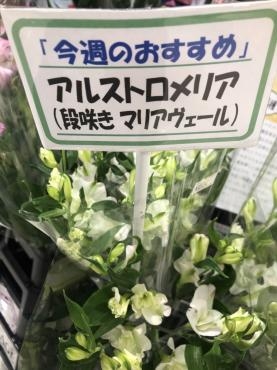 「今週のおすすめ」
アルストロメリア
(段咲き マリアヴェール)